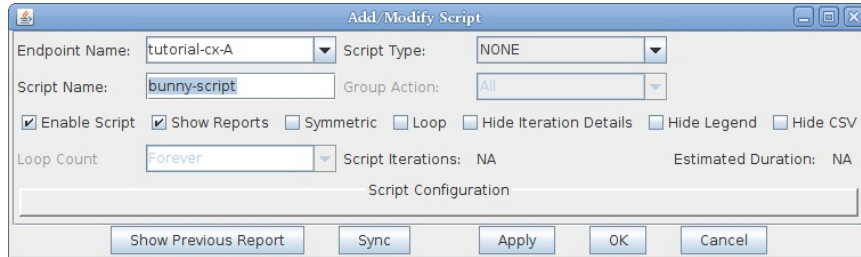 Add/Modify Script
Endpoint Name: tutorial-cx-A Script Type: NONE
Script Name: bunny-script Group Action: All
Enable Script Show Reports Symmetric Loop Hide Iteration Details Hide Legend Hide CSV
Loop Count Forever Script Iterations: NA Estimated Duration: NA
Script Configuration
Show Previous Report Sync Apply OK Cancel